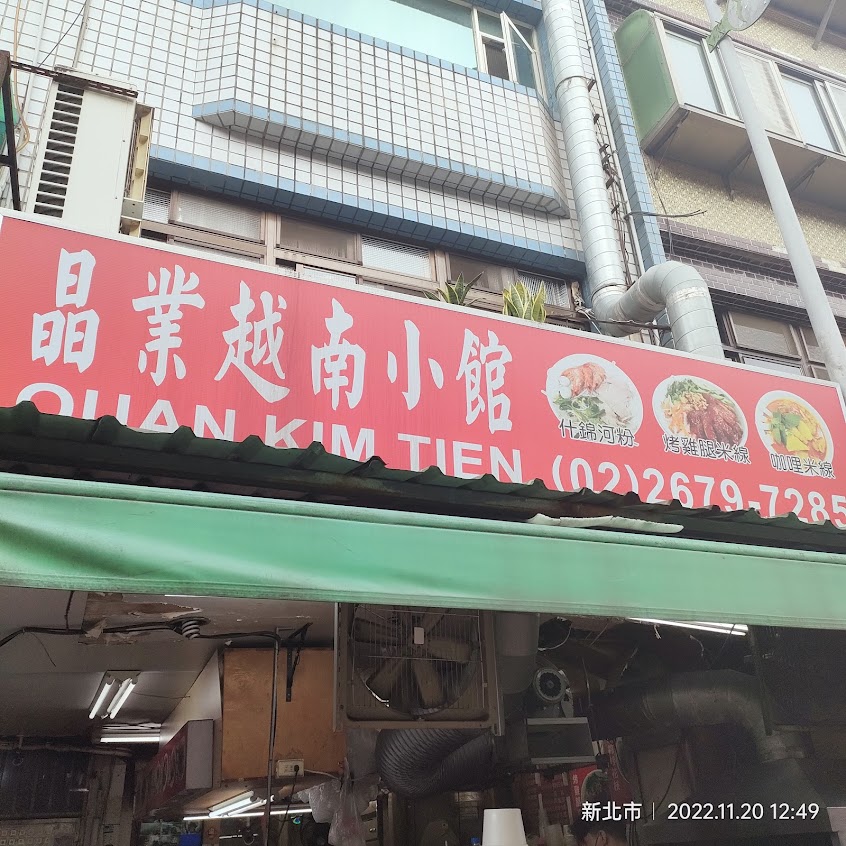 晶業越南小館
QUAN KIM TIEN (02)2679-7285
什錦河粉
烤雞腿米線
咖哩米線
新北市 | 2022.11.20 12:49